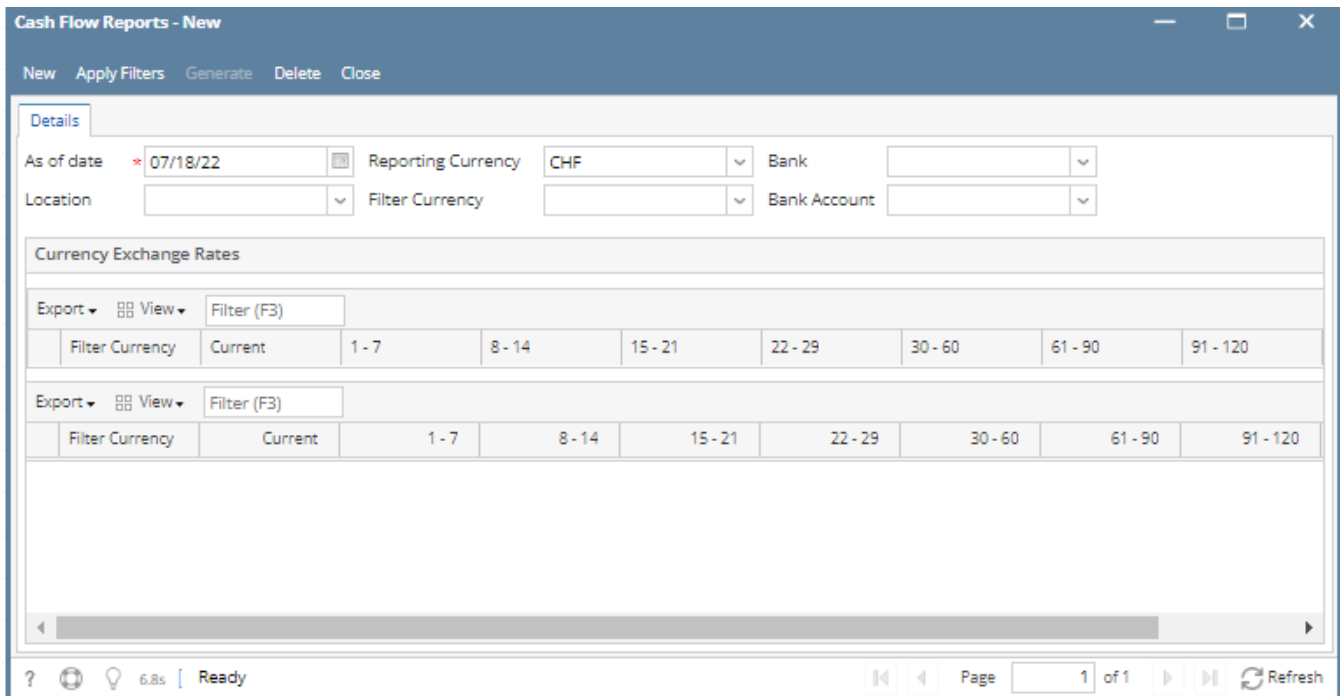 Cash Flow Reports - New
New Apply Filters Generate Delete Close
Details
As of date * 07/18/22 Reporting Currency CHF Bank
Location Filter Currency Bank Account
Currency Exchange Rates
Export View Filter (F3)
Filter Currency Current 1 - 7 8 - 14 15 - 21 22 - 29 30 - 60 61 - 90 91 - 120
Export View Filter (F3)
Filter Currency Current 1 - 7 8 - 14 15 - 21 22 - 29 30 - 60 61 - 90 91 - 120
? 6.8s Ready Page 1 of 1 Refresh